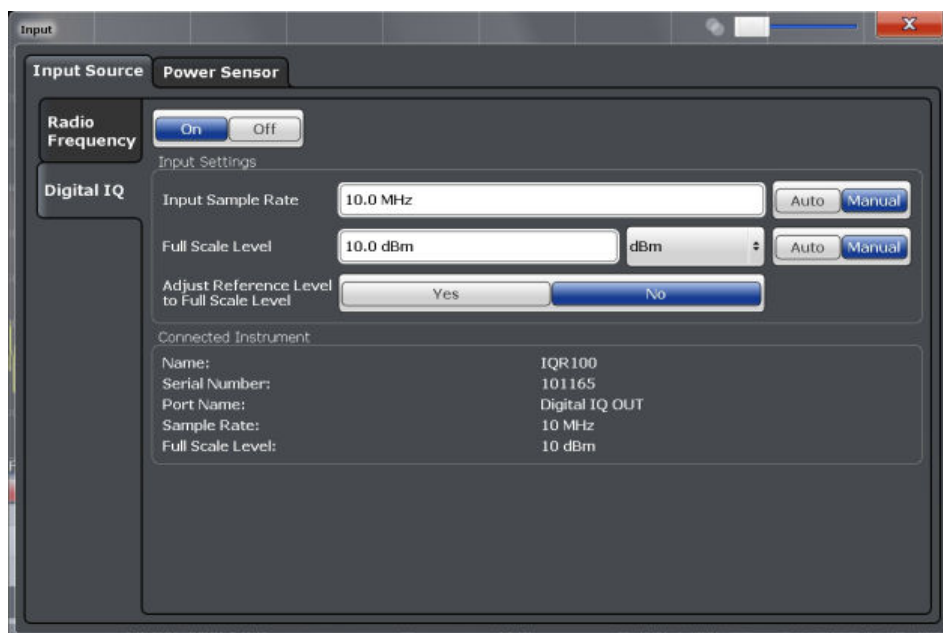 Input
Input Source Power Sensor
Radio
Frequency
Digital IQ
On Off
Input Settings
Input Sample Rate 10.0 MHz Auto Manual
Full Scale Level 10.0 dBm dBm Auto Manual
Adjust Reference Level
to Full Scale Level Yes No
Connected Instrument
Name: IQR100
Serial Number: 101165
Port Name: Digital IQ OUT
Sample Rate: 10 MHz
Full Scale Level: 10 dBm